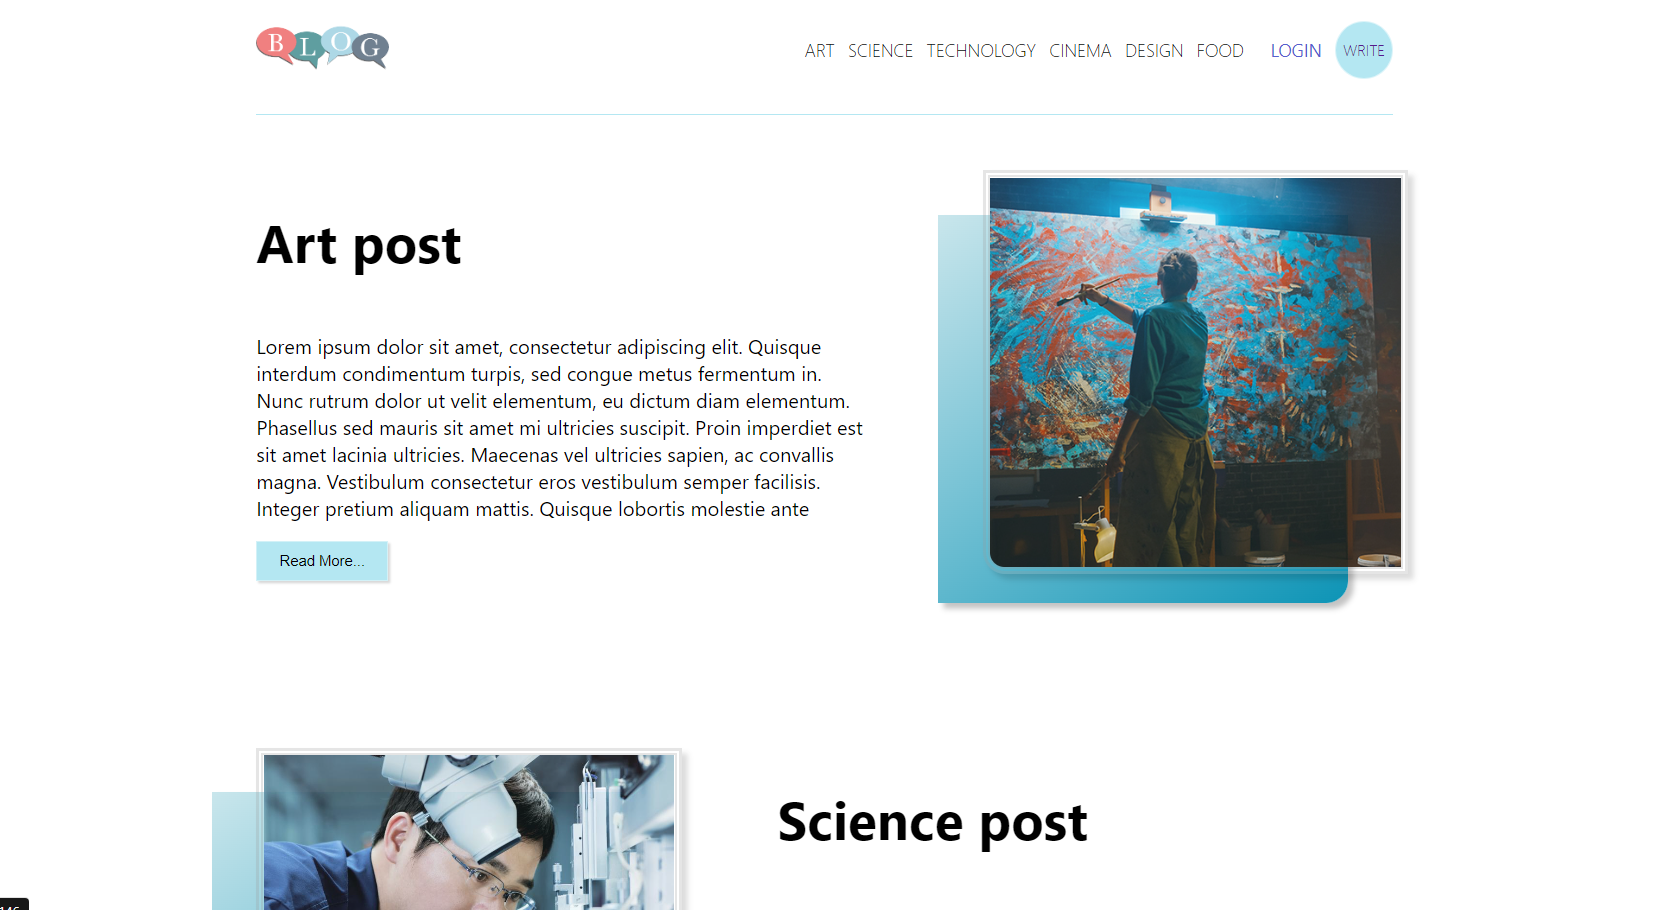 BLOG
ART SCIENCE TECHNOLOGY CINEMA DESIGN FOOD LOGIN WRITE
Art post
Lorem ipsum dolor sit amet, consectetur adipiscing elit. Quisque
interdum condimentum turpis, sed congue metus fermentum in.
Nunc rutrum dolor ut velit elementum, eu dictum diam elementum.
Phasellus sed mauris sit amet mi ultricies suscipit. Proin imperdiet est
sit amet lacinia ultricies. Maecenas vel ultricies sapien, ac convallis
magna. Vestibulum consectetur eros vestibulum semper facilisis.
Integer pretium aliquam mattis. Quisque lobortis molestie ante
Read More...
Science post